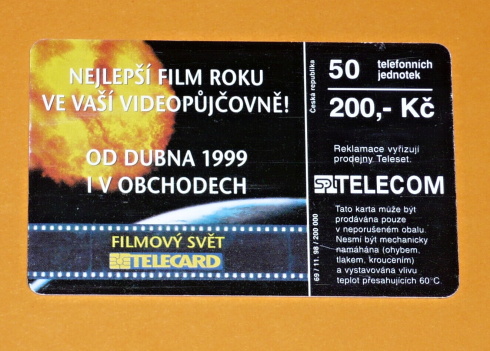 NEJLEPŠÍ FILM ROKU
VE VAŠÍ VIDEOPŮJČOVNĚ!
OD DUBNA 1999
I V OBCHODECH
FILMOVÝ SVĚT
TELECARD
Česká republika
50 telefonních
jednotek
200,- Kč
Reklamace vyřizují
prodejny Teleset.
SPT TELECOM
Tato karta může být
prodávána pouze
v neporušeném obalu.
Nesmí být mechanicky
namáhána (ohybem,
tlakem, kroucením)
a vystavována vlivu
teplot přesahujících 60°C
69 / 11. 98 / 200 000